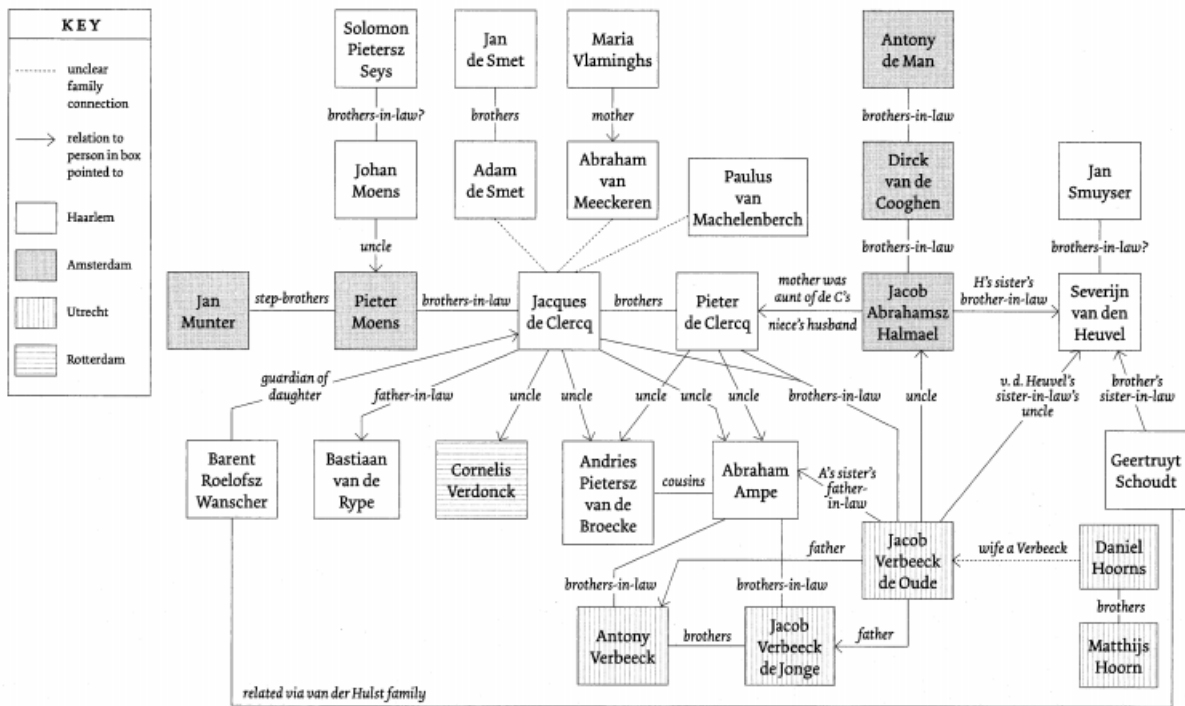 KEY
unclear
family
connection
relation to
person in box
pointed to
Haarlem
Amsterdam
Utrecht
Rotterdam
Solomon
Pietersz
Seys
Jan
de Smet
Maria
Vlaminghs
Antony
de Man
brothers-in-law?
brothers
mother
brothers-in-law
Johan
Moens
Adam
de Smet
Abraham
van
Meeckeren
Paulus
van
Machelenberch
Dirck
van de
Cooghen
Jan
Smuyser
uncle
brothers-in-law
brothers-in-law?
Jan
Munter
step-brothers
Pieter
Moens
brothers-in-law
Jacques
de Clercq
brothers
Pieter
de Clercq
mother was
aunt of de C's
niece's husband
Jacob
Abrahamsz
Halmael
H's sister's
brother-in-law
Severijn
van den
Heuvel
guardian of
daughter
father-in-law
uncle
uncle
uncle
uncle
uncle
brothers-in-law
uncle
v. d. Heuvel's
sister-in-law's
uncle
brother's
sister-in-law
Barent
Roelofsz
Wanscher
Bastiaan
van de
Rype
Cornelis
Verdonck
Andries
Pietersz
van de
Broecke
cousins
Abraham
Ampe
A's sister's
father-
in-law
Geertruyt
Schoudt
Jacob
Verbeeck
de Oude
wife a Verbeeck
Daniel
Hoorns
father
brothers-in-law
brothers-in-law
brothers
Antony
Verbeeck
brothers
Jacob
Verbeeck
de Jonge
father
Matthijs
Hoorn
related via van der Hulst family